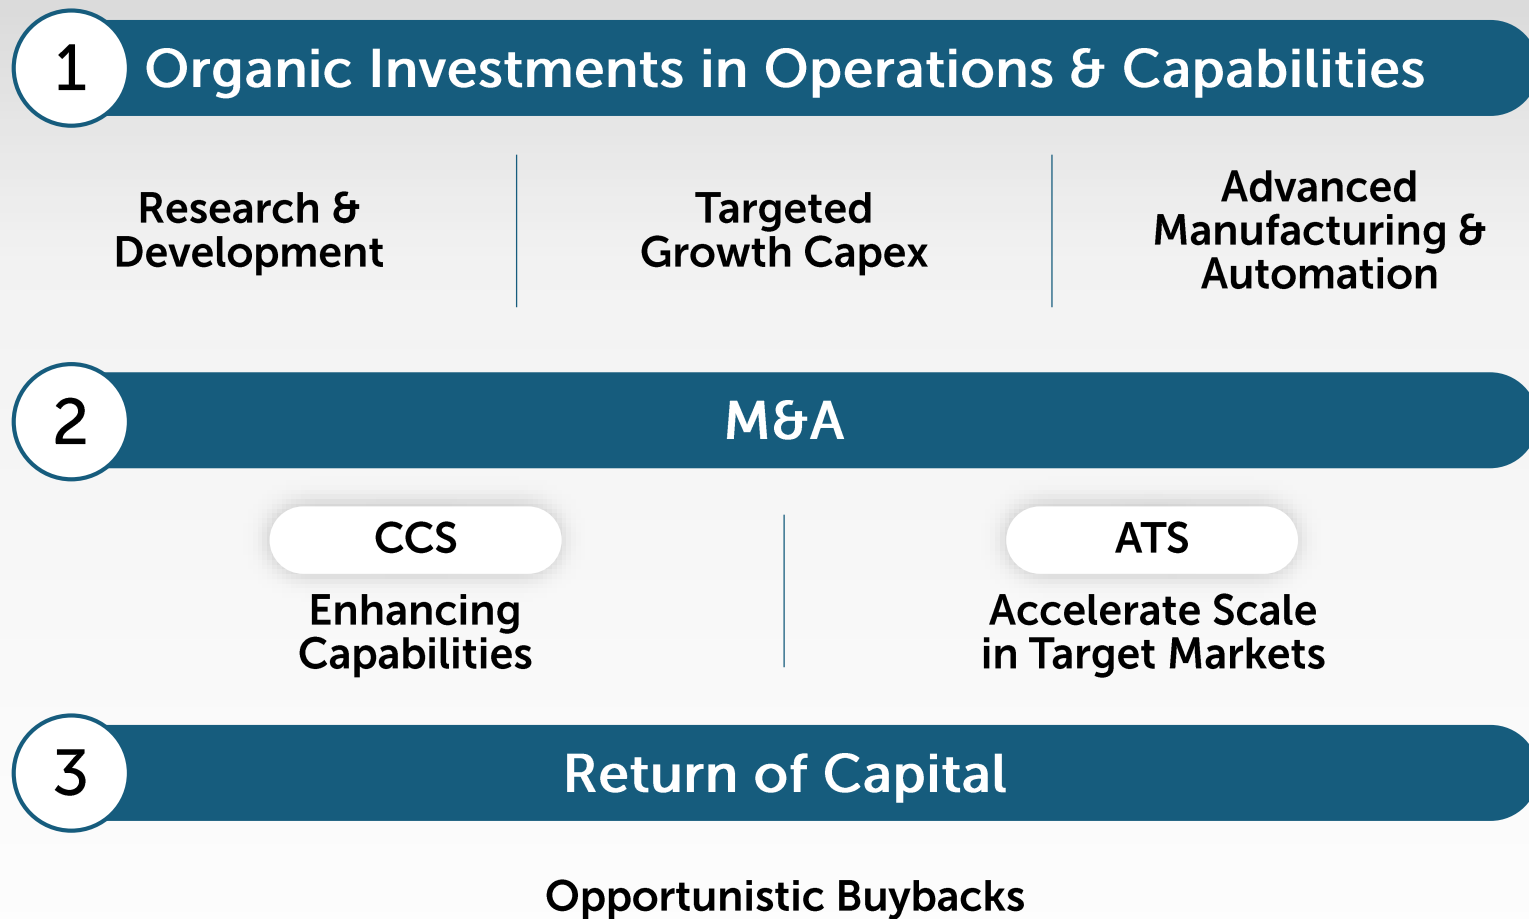 1
Organic Investments in Operations & Capabilities
Research &
Development
Targeted
Growth Capex
Advanced
Manufacturing &
Automation
2
M&A
CCS
Enhancing
Capabilities
ATS
Accelerate Scale
in Target Markets
3
Return of Capital
Opportunistic Buybacks